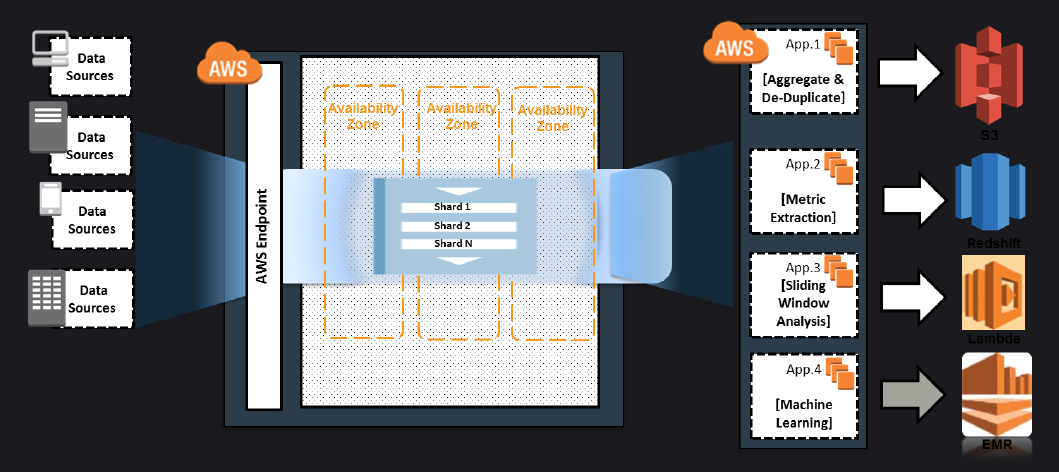 Data
Sources
Data
Sources
Data
Sources
Data
Sources
AWS
AWS Endpoint
Availability
Zone
Availability
Zone
Availability
Zone
Shard 1
Shard 2
Shard N
AWS
App.1
[Aggregate &
De-Duplicate]
App.2
[Metric
Extraction]
App.3
[Sliding
Window
Analysis]
App.4
[Machine
Learning]
S3
Redshift
Lambda
EMR